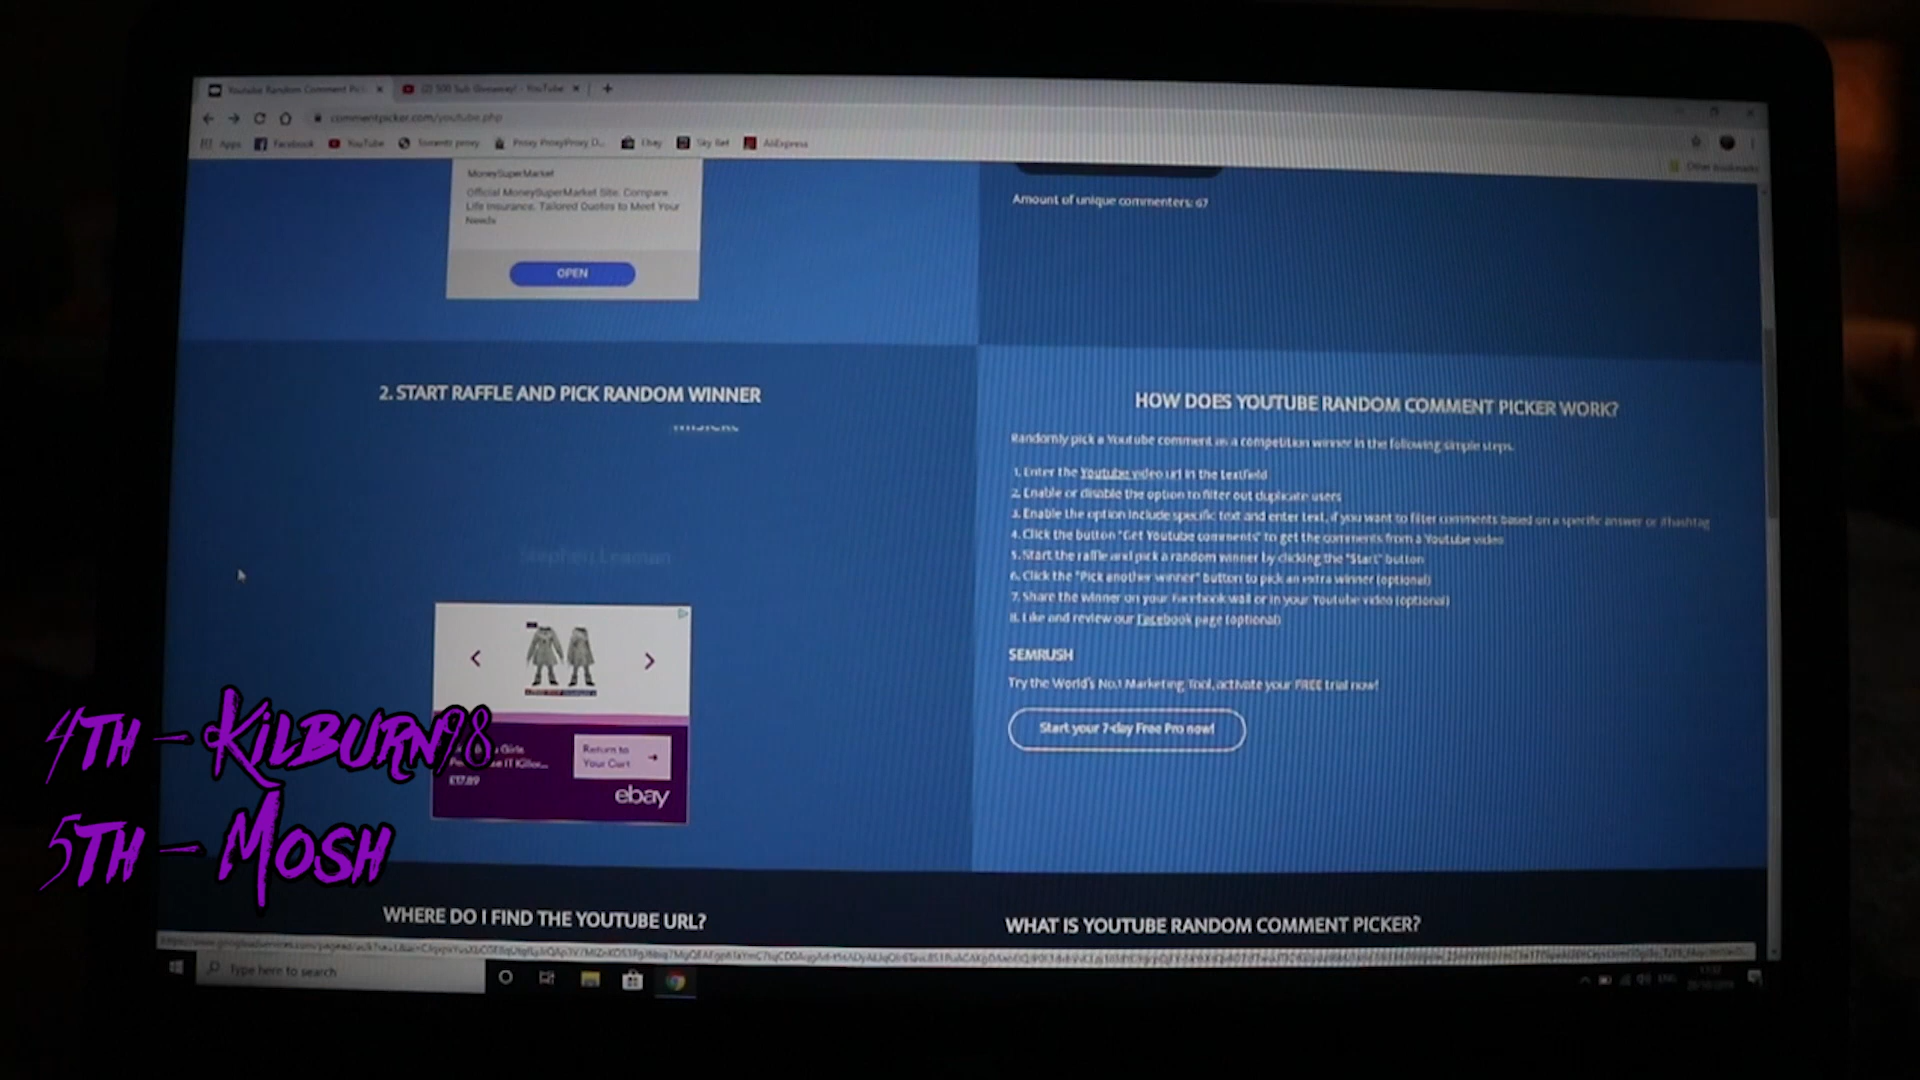 Youtube Random Comment Pic
(2) 500 Sub Giveaway! - YouTube
commentpicker.com/youtube.php
Apps
Facebook
YouTube
Torrents proxy
Proxy ProxyProxy D...
Ebay
Sky Bet
AliExpress
Other bookmarks
MoneySuperMarket
Official MoneySuperMarket Site. Compare
Life Insurance. Tailored Quotes to Meet Your
Needs
OPEN
Amount of unique commenters: 67
2. START RAFFLE AND PICK RANDOM WINNER
Stephen Leaman
HOW DOES YOUTUBE RANDOM COMMENT PICKER WORK?
Randomly pick a Youtube comment as a competition winner in the following simple steps.
1. Enter the Youtube video url in the textfield
2. Enable or disable the option to filter out duplicate users
3. Enable the option include specific text and enter text, if you want to filter comments based on a specific answer or #hashtag
4. Click the button "Get Youtube comments" to get the comments from a Youtube video
5. Start the raffle and pick a random winner by clicking the "Start" button
6. Click the "Pick another winner" button to pick an extra winner (optional)
7. Share the winner on your Facebook wall or in your Youtube video (optional)
8. Like and review our Facebook page (optional)
SEMRUSH
Try the World's No.1 Marketing Tool, activate your FREE trial now!
Start your 7-day Free Pro now!
Girls
IT Killer...
£17.89
Return to
Your Cart
ebay
4th - Kilburn98
5th - Mosh
WHERE DO I FIND THE YOUTUBE URL?
WHAT IS YOUTUBE RANDOM COMMENT PICKER?
Type here to search
ENG